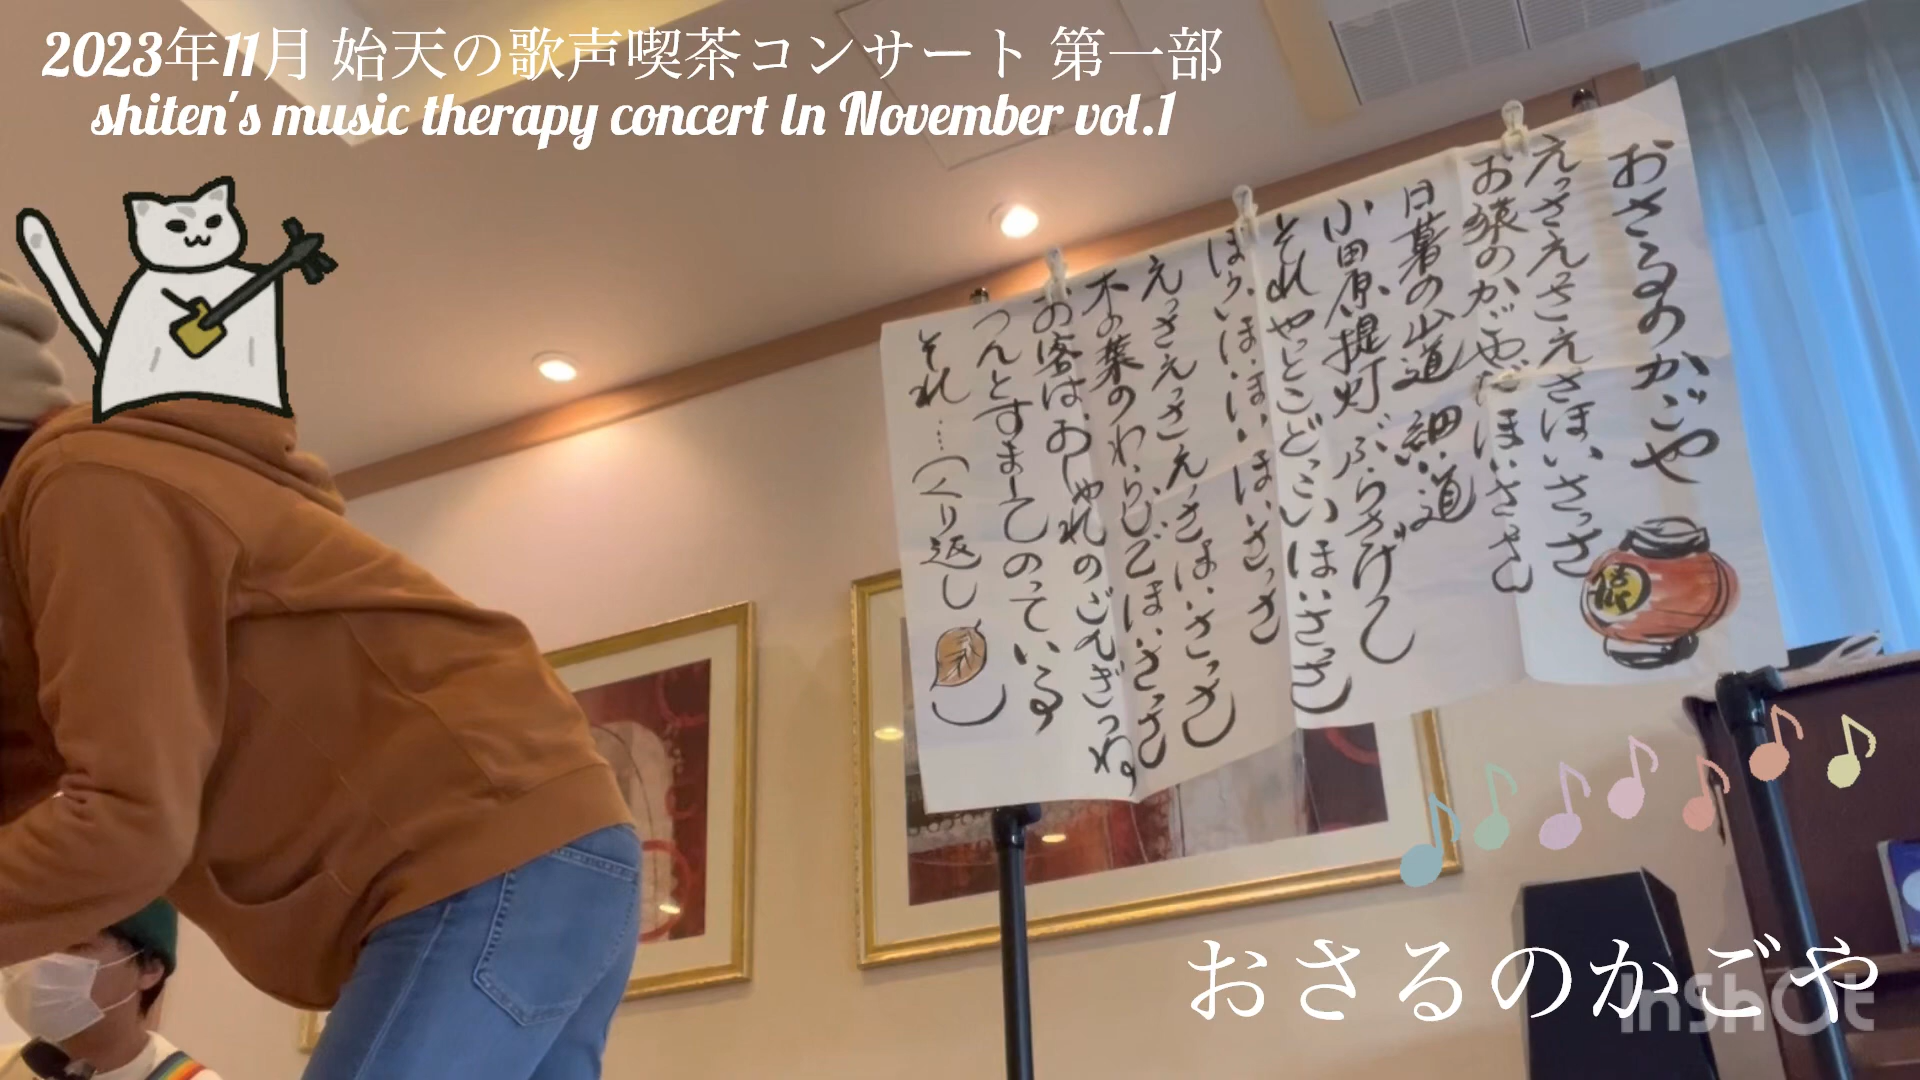 2023年11月 始天の歌声喫茶コンサート 第一部
shiten's music therapy concert In November vol.1
おさるのかごや
えっさえっさえっさほいさっさ
お猿のかごやだほいさっさ
日暮の山道 細い道
小田原提灯ぶらさげて
それやっとこどっこいほいさっさ
ほーいほいほいほいさっさ
えっさえっさえっさほいさっさ
木の葉のわらじでほいさっさ
お客はおしゃれのこんぎつね
つんとすましてのっている
それ……(くり返し)
おさるのかごや
InShOt